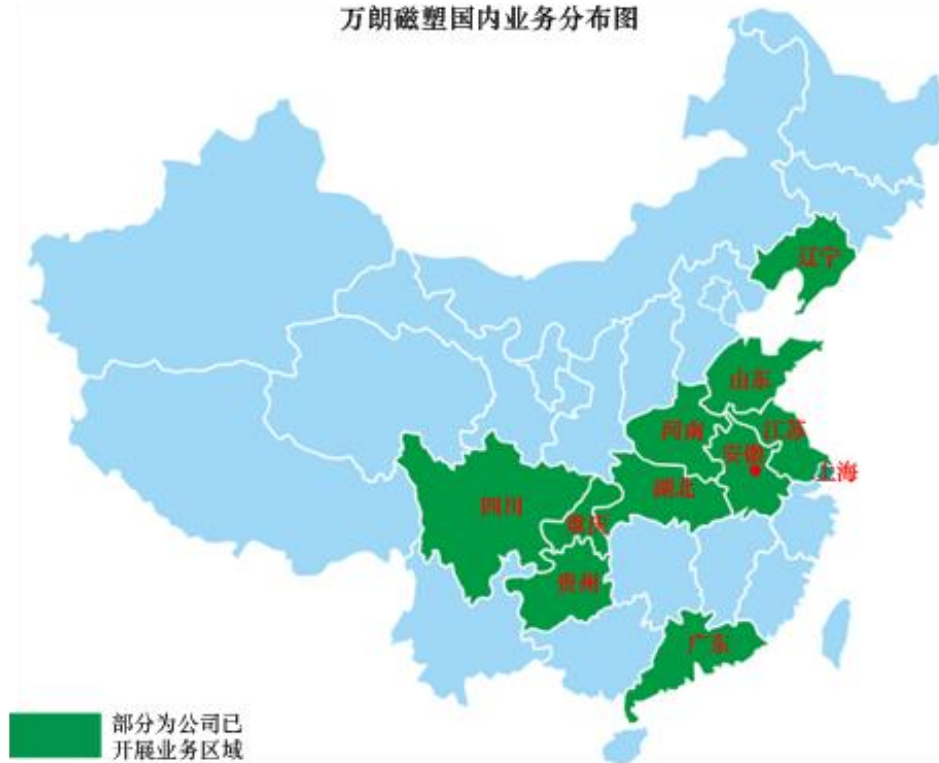 万朗磁塑国内业务分布图
辽宁
山东
河南
江苏
安徽
上海
湖北
四川
重庆
贵州
广东
部分为公司已
开展业务区域